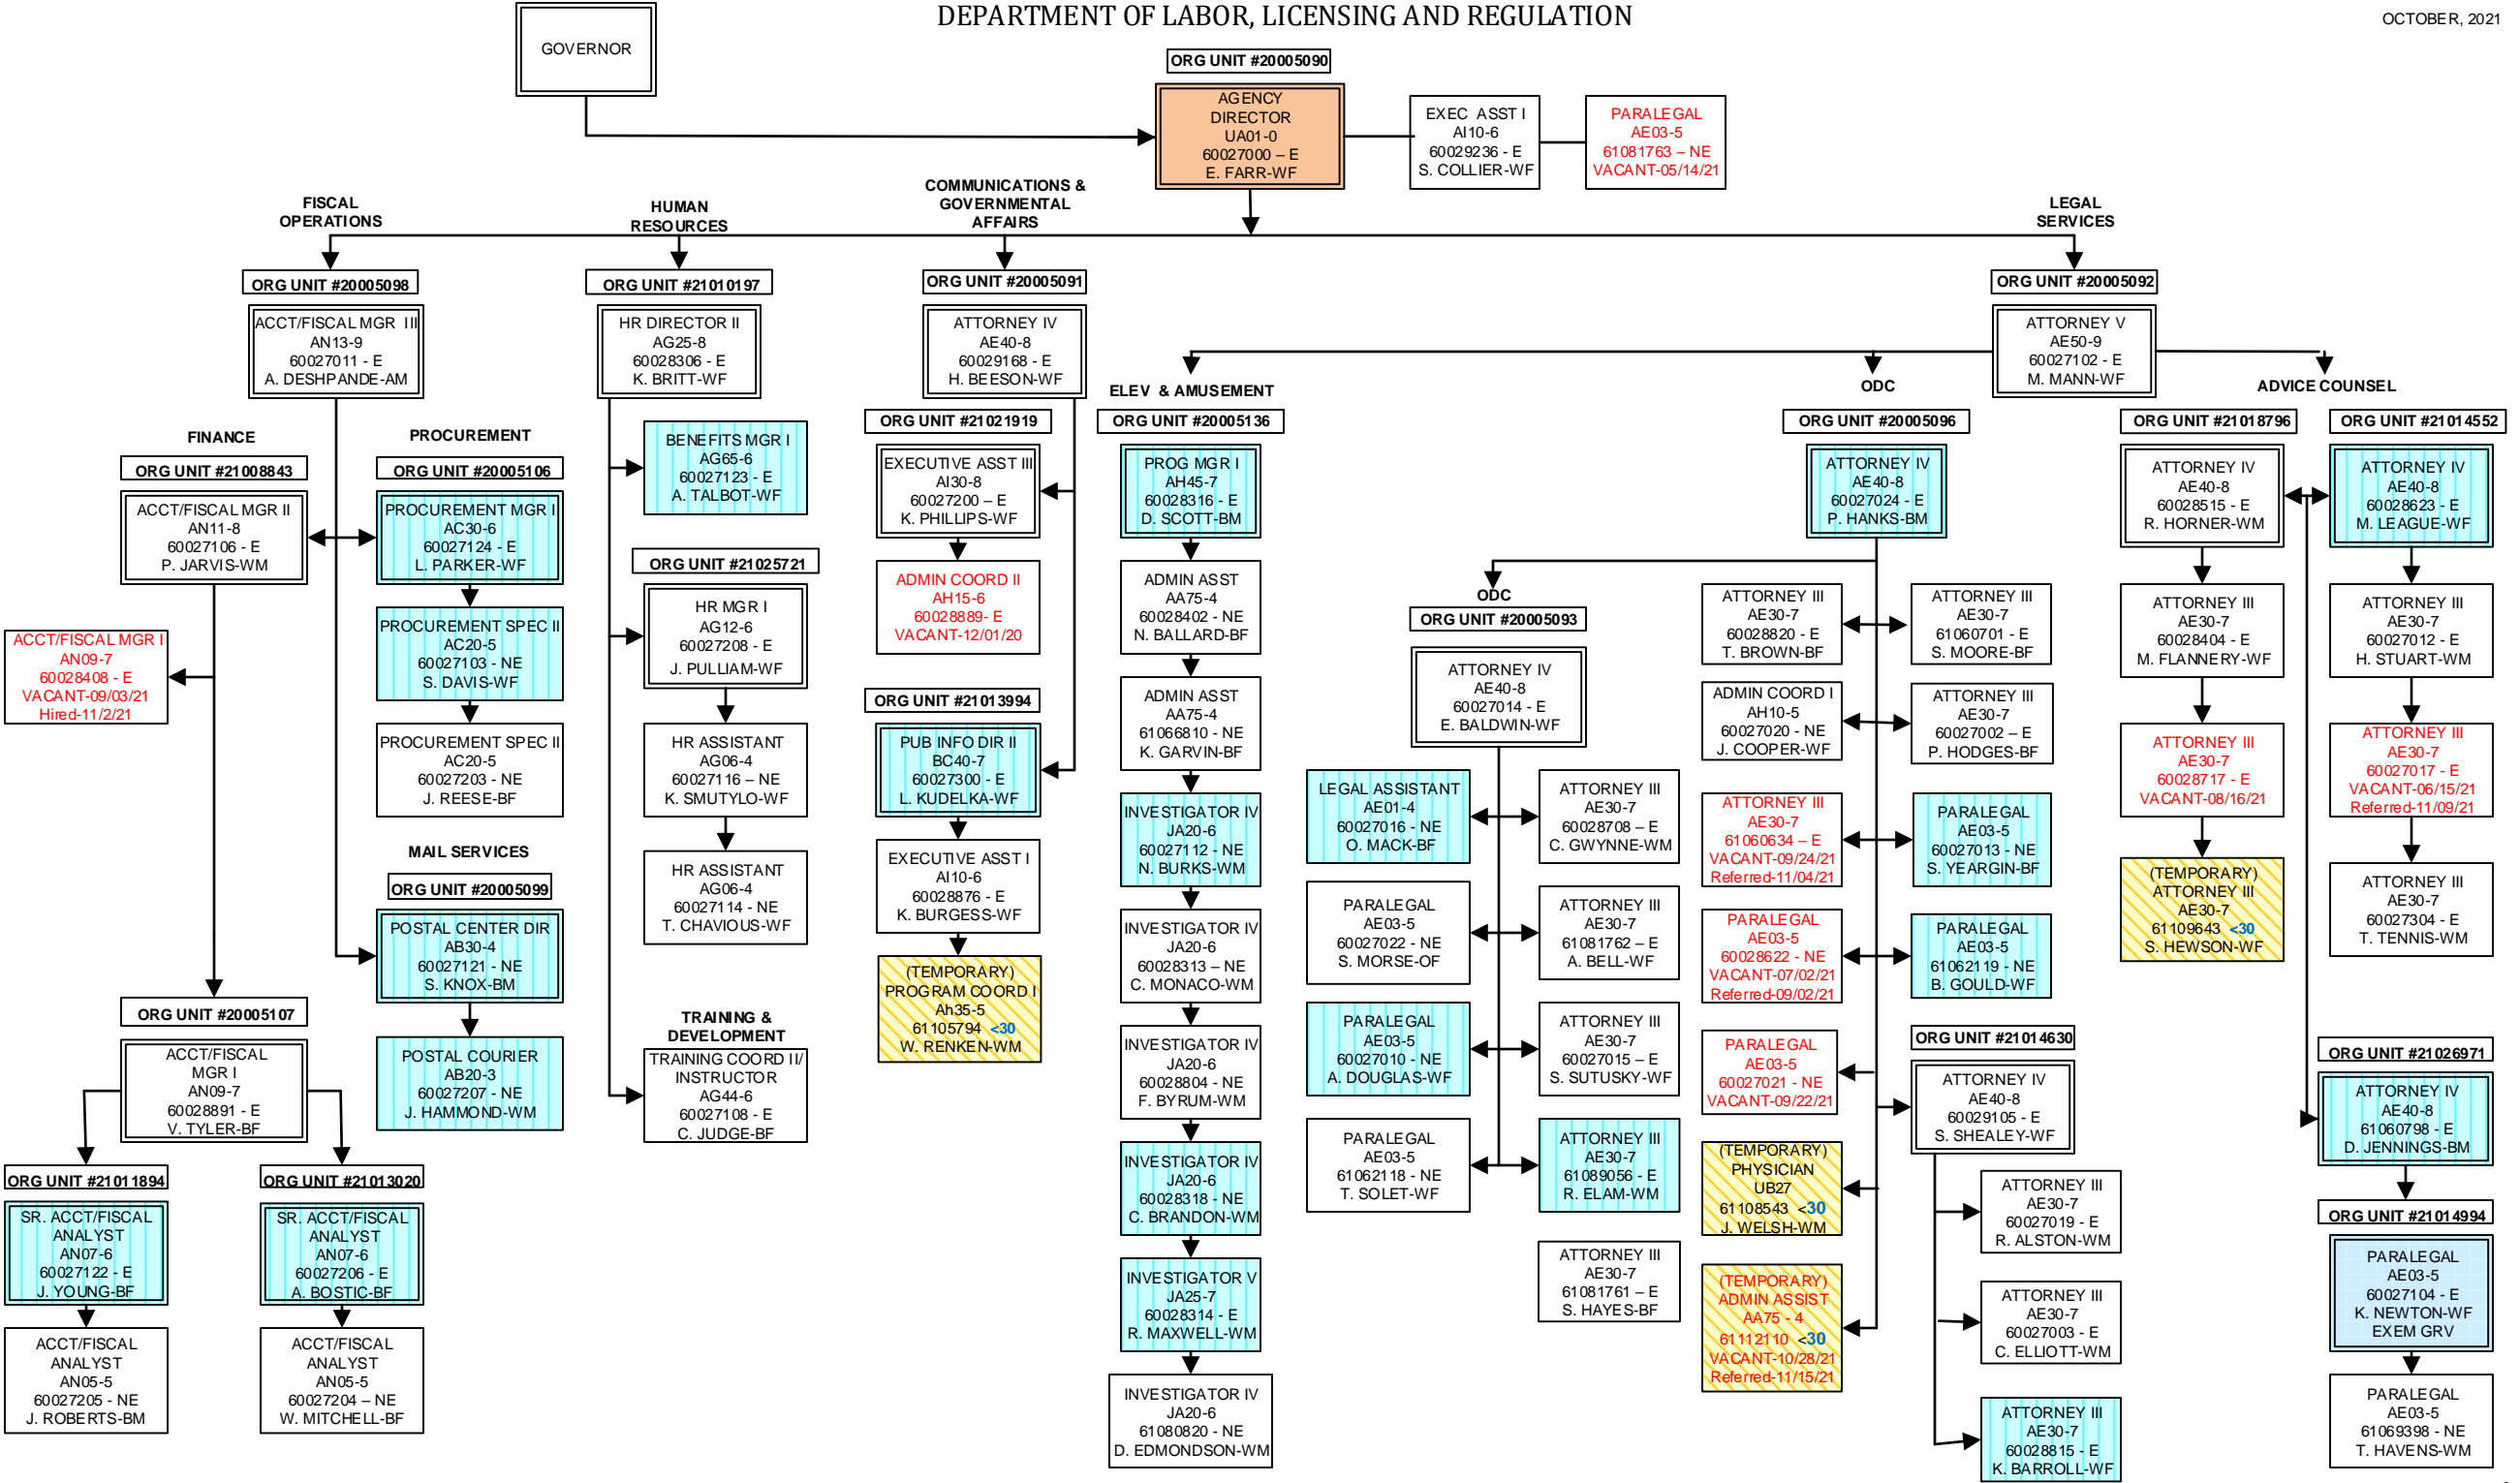 DEPARTMENT OF LABOR, LICENSING AND REGULATION
OCTOBER, 2021
GOVERNOR
ORG UNIT #20005090
AGENCY
DIRECTOR
UA01-0
60027000 – E
E. FARR-WF
EXEC ASST I
AI10-6
60029236 - E
S. COLLIER-WF
PARALEGAL
AE03-5
61081763 – NE
VACANT-05/14/21
FISCAL
OPERATIONS
HUMAN
RESOURCES
COMMUNICATIONS &
GOVERNMENTAL
AFFAIRS
LEGAL
SERVICES
ORG UNIT #20005098
ACCT/FISCAL MGR III
AN13-9
60027011 - E
A. DESHPANDE-AM
FINANCE
ORG UNIT #21008843
ACCT/FISCAL MGR II
AN11-8
60027106 - E
P. JARVIS-WM
ACCT/FISCAL MGR I
AN09-7
60028408 - E
VACANT-09/03/21
Hired-11/2/21
ORG UNIT #20005107
ACCT/FISCAL
MGR I
AN09-7
60028891 - E
V. TYLER-BF
ORG UNIT #21011894
SR. ACCT/FISCAL
ANALYST
AN07-6
60027122 - E
J. YOUNG-BF
ACCT/FISCAL
ANALYST
AN05-5
60027205 - NE
J. ROBERTS-BM
ORG UNIT #21013020
SR. ACCT/FISCAL
ANALYST
AN07-6
60027206 - E
A. BOSTIC-BF
ACCT/FISCAL
ANALYST
AN05-5
60027204 – NE
W. MITCHELL-BF
PROCUREMENT
ORG UNIT #20005106
PROCUREMENT MGR I
AC30-6
60027124 - E
L. PARKER-WF
PROCUREMENT SPEC II
AC20-5
60027103 - NE
S. DAVIS-WF
PROCUREMENT SPEC II
AC20-5
60027203 - NE
J. REESE-BF
MAIL SERVICES
ORG UNIT #20005099
POSTAL CENTER DIR
AB30-4
60027121 - NE
S. KNOX-BM
POSTAL COURIER
AB20-3
60027207 - NE
J. HAMMOND-WM
ORG UNIT #21010197
HR DIRECTOR II
AG25-8
60028306 - E
K. BRITT-WF
BENEFITS MGR I
AG65-6
60027123 - E
A. TALBOT-WF
ORG UNIT #21025721
HR MGR I
AG12-6
60027208 - E
J. PULLIAM-WF
HR ASSISTANT
AG06-4
60027116 – NE
K. SMUTYLO-WF
HR ASSISTANT
AG06-4
60027114 - NE
T. CHAVIOUS-WF
TRAINING &
DEVELOPMENT
TRAINING COORD II/
INSTRUCTOR
AG44-6
60027108 - E
C. JUDGE-BF
ORG UNIT #20005091
ATTORNEY IV
AE40-8
60029168 - E
H. BEESON-WF
ORG UNIT #21021919
EXECUTIVE ASST III
AI30-8
60027200 – E
K. PHILLIPS-WF
ADMIN COORD II
AH15-6
60028889- E
VACANT-12/01/20
ORG UNIT #21013994
PUB INFO DIR II
BC40-7
60027300 - E
L. KUDELKA-WF
EXECUTIVE ASST I
AI10-6
60028876 - E
K. BURGESS-WF
(TEMPORARY)
PROGRAM COORD I
Ah35-5
61105794 <30
W. RENKEN-WM
ORG UNIT #20005092
ATTORNEY V
AE50-9
60027102 - E
M. MANN-WF
ELEV & AMUSEMENT
ORG UNIT #20005136
PROG MGR I
AH45-7
60028316 - E
D. SCOTT-BM
ADMIN ASST
AA75-4
60028402 - NE
N. BALLARD-BF
ADMIN ASST
AA75-4
61066810 - NE
K. GARVIN-BF
INVESTIGATOR IV
JA20-6
60027112 - NE
N. BURKS-WM
INVESTIGATOR IV
JA20-6
60028313 – NE
C. MONACO-WM
INVESTIGATOR IV
JA20-6
60028804 - NE
F. BYRUM-WM
INVESTIGATOR IV
JA20-6
60028318 - NE
C. BRANDON-WM
INVESTIGATOR V
JA25-7
60028314 - E
R. MAXWELL-WM
INVESTIGATOR IV
JA20-6
61080820 - NE
D. EDMONDSON-WM
ODC
ORG UNIT #20005096
ATTORNEY IV
AE40-8
60027024 - E
P. HANKS-BM
ODC
ORG UNIT #20005093
ATTORNEY IV
AE40-8
60027014 - E
E. BALDWIN-WF
LEGAL ASSISTANT
AE01-4
60027016 - NE
O. MACK-BF
ATTORNEY III
AE30-7
60028708 – E
C. GWYNNE-WM
PARALEGAL
AE03-5
60027022 - NE
S. MORSE-OF
ATTORNEY III
AE30-7
61081762 – E
A. BELL-WF
PARALEGAL
AE03-5
60027010 - NE
A. DOUGLAS-WF
ATTORNEY III
AE30-7
60027015 – E
S. SUTUSKY-WF
PARALEGAL
AE03-5
61062118 - NE
T. SOLET-WF
ATTORNEY III
AE30-7
61089056 - E
R. ELAM-WM
ATTORNEY III
AE30-7
61081761 – E
S. HAYES-BF
ATTORNEY III
AE30-7
60028820 - E
T. BROWN-BF
ATTORNEY III
AE30-7
61060701 - E
S. MOORE-BF
ADMIN COORD I
AH10-5
60027020 - NE
J. COOPER-WF
ATTORNEY III
AE30-7
60027002 – E
P. HODGES-BF
ATTORNEY III
AE30-7
61060634 – E
VACANT-09/24/21
Referred-11/04/21
PARALEGAL
AE03-5
60027013 - NE
S. YEARGIN-BF
PARALEGAL
AE03-5
60028622 - NE
VACANT-07/02/21
Referred-09/02/21
PARALEGAL
AE03-5
61062119 - NE
B. GOULD-WF
PARALEGAL
AE03-5
60027021 - NE
VACANT-09/22/21
(TEMPORARY)
PHYSICIAN
UB27
61108543 <30
J. WELSH-WM
(TEMPORARY)
ADMIN ASSIST
AA75 - 4
61112110 <30
VACANT-10/28/21
Referred-11/15/21
ORG UNIT #21014630
ATTORNEY IV
AE40-8
60029105 - E
S. SHEALEY-WF
ATTORNEY III
AE30-7
60027019 - E
R. ALSTON-WM
ATTORNEY III
AE30-7
60027003 - E
C. ELLIOTT-WM
ATTORNEY III
AE30-7
60028815 - E
K. BARROLL-WF
ADVICE COUNSEL
ORG UNIT #21018796
ATTORNEY IV
AE40-8
60028515 - E
R. HORNER-WM
ATTORNEY III
AE30-7
60028404 - E
M. FLANNERY-WF
ATTORNEY III
AE30-7
60028717 - E
VACANT-08/16/21
(TEMPORARY)
ATTORNEY III
AE30-7
61109643 <30
S. HEWSON-WF
ORG UNIT #21014552
ATTORNEY IV
AE40-8
60028623 - E
M. LEAGUE-WF
ATTORNEY III
AE30-7
60027012 - E
H. STUART-WM
ATTORNEY III
AE30-7
60027017 - E
VACANT-06/15/21
Referred-11/09/21
ATTORNEY III
AE30-7
60027304 - E
T. TENNIS-WM
ORG UNIT #21026971
ATTORNEY IV
AE40-8
61060798 - E
D. JENNINGS-BM
ORG UNIT #21014994
PARALEGAL
AE03-5
60027104 - E
K. NEWTON-WF
EXEM GRV
PARALEGAL
AE03-5
61069398 - NE
T. HAVENS-WM